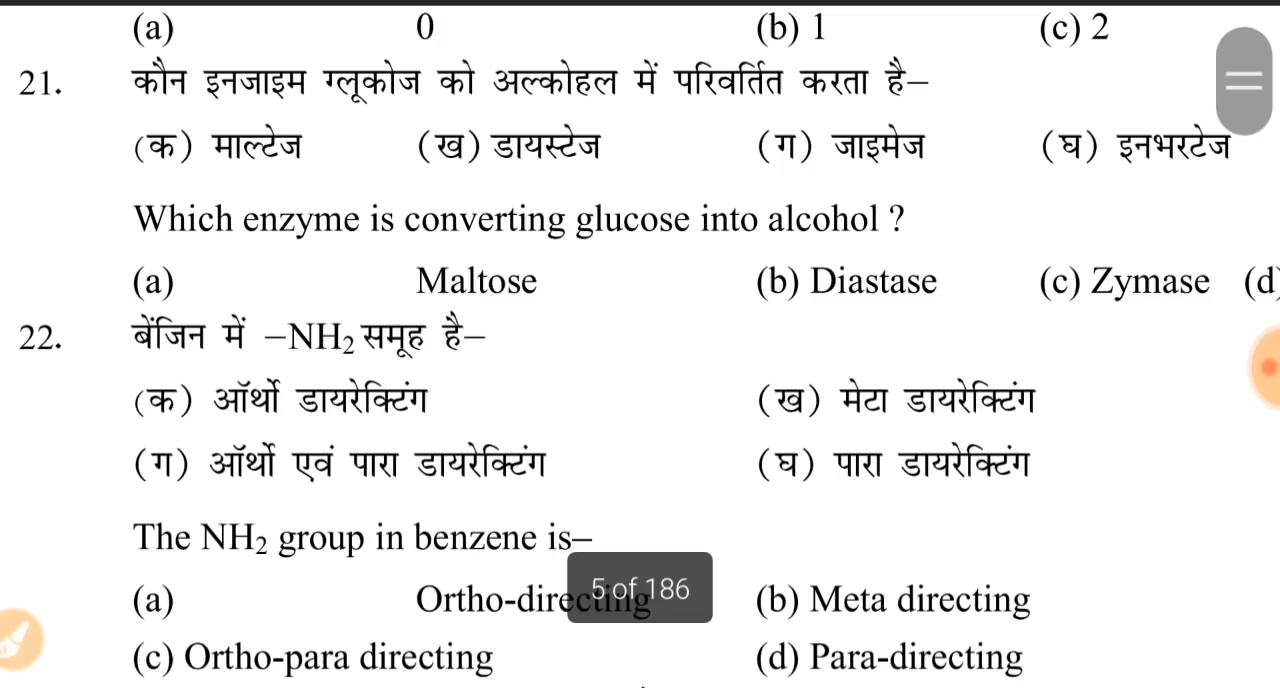 (a) 0 (b) 1 (c) 2
21. कौन इनजाइम ग्लूकोज को अल्कोहल में परिवर्तित करता है–
(क) माल्टेज (ख) डायस्टेज (ग) जाइमेज (घ) इनभरटेज
Which enzyme is converting glucose into alcohol ?
(a) Maltose (b) Diastase (c) Zymase (d)
22. बेंजिन में –NH₂ समूह है–
(क) ऑर्थो डायरेक्टिंग (ख) मेटा डायरेक्टिंग
(ग) ऑर्थो एवं पारा डायरेक्टिंग (घ) पारा डायरेक्टिंग
The NH₂ group in benzene is–
(a) Ortho-directing (b) Meta directing
5 of 186
(c) Ortho-para directing (d) Para-directing